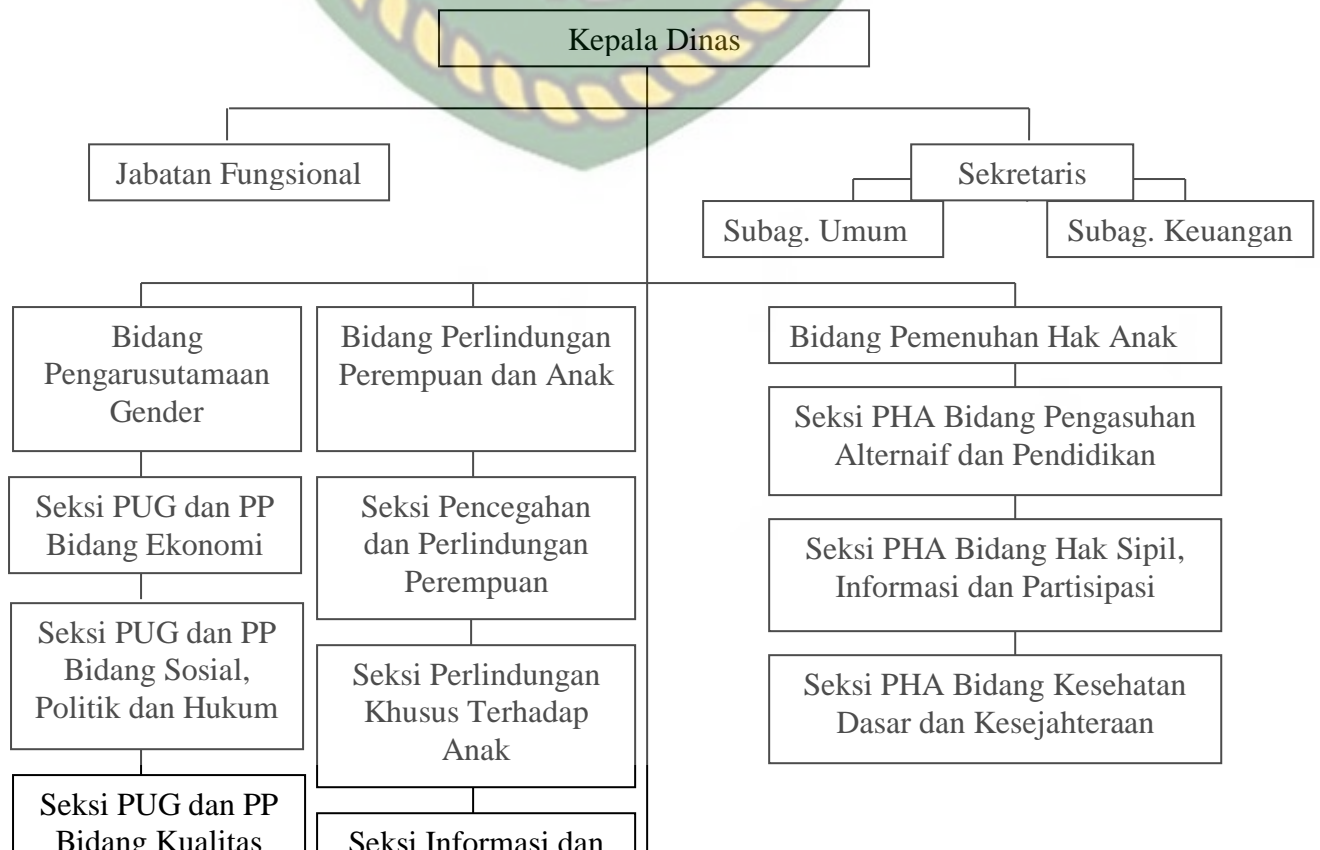 Kepala Dinas
Jabatan Fungsional
Sekretaris
Subag. Umum
Subag. Keuangan
Bidang
Pengarusutamaan
Gender
Bidang Perlindungan
Perempuan dan Anak
Bidang Pemenuhan Hak Anak
Seksi PHA Bidang Pengasuhan
Alternaif dan Pendidikan
Seksi PUG dan PP
Bidang Ekonomi
Seksi Pencegahan
dan Perlindungan
Perempuan
Seksi PHA Bidang Hak Sipil,
Informasi dan Partisipasi
Seksi PUG dan PP
Bidang Sosial,
Politik dan Hukum
Seksi Perlindungan
Khusus Terhadap
Anak
Seksi PHA Bidang Kesehatan
Dasar dan Kesejahteraan
Seksi PUG dan PP
Bidang Kualitas
Seksi Informasi dan